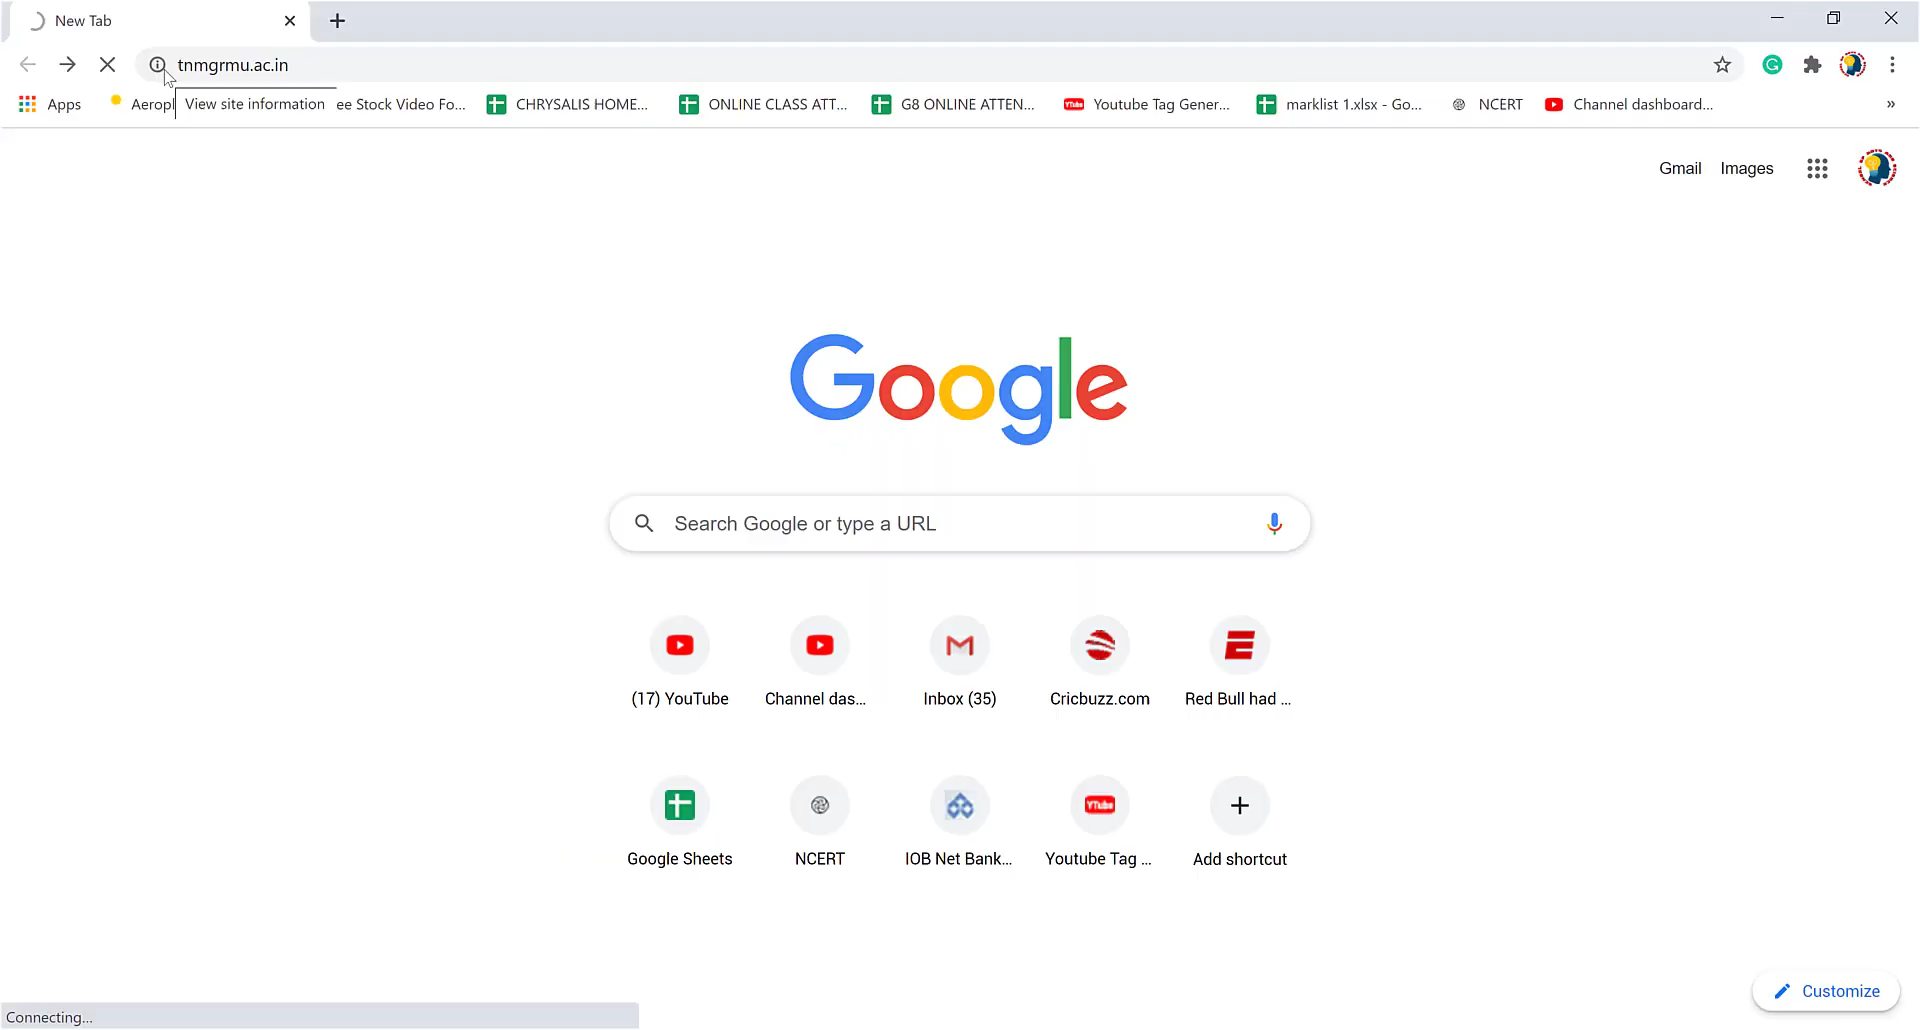 New Tab
tnmgrmu.ac.in
Apps
Aeropl
View site information
ee Stock Video Fo...
CHRYSALIS HOME...
ONLINE CLASS ATT...
G8 ONLINE ATTEN...
YTube
Youtube Tag Gener...
marklist 1.xlsx - Go...
NCERT
Channel dashboard...
»
Gmail
Images
Google
Search Google or type a URL
(17) YouTube
Channel das...
Inbox (35)
Cricbuzz.com
Red Bull had ...
YTube
Google Sheets
NCERT
IOB Net Bank...
Youtube Tag ...
Add shortcut
Customize
Connecting...